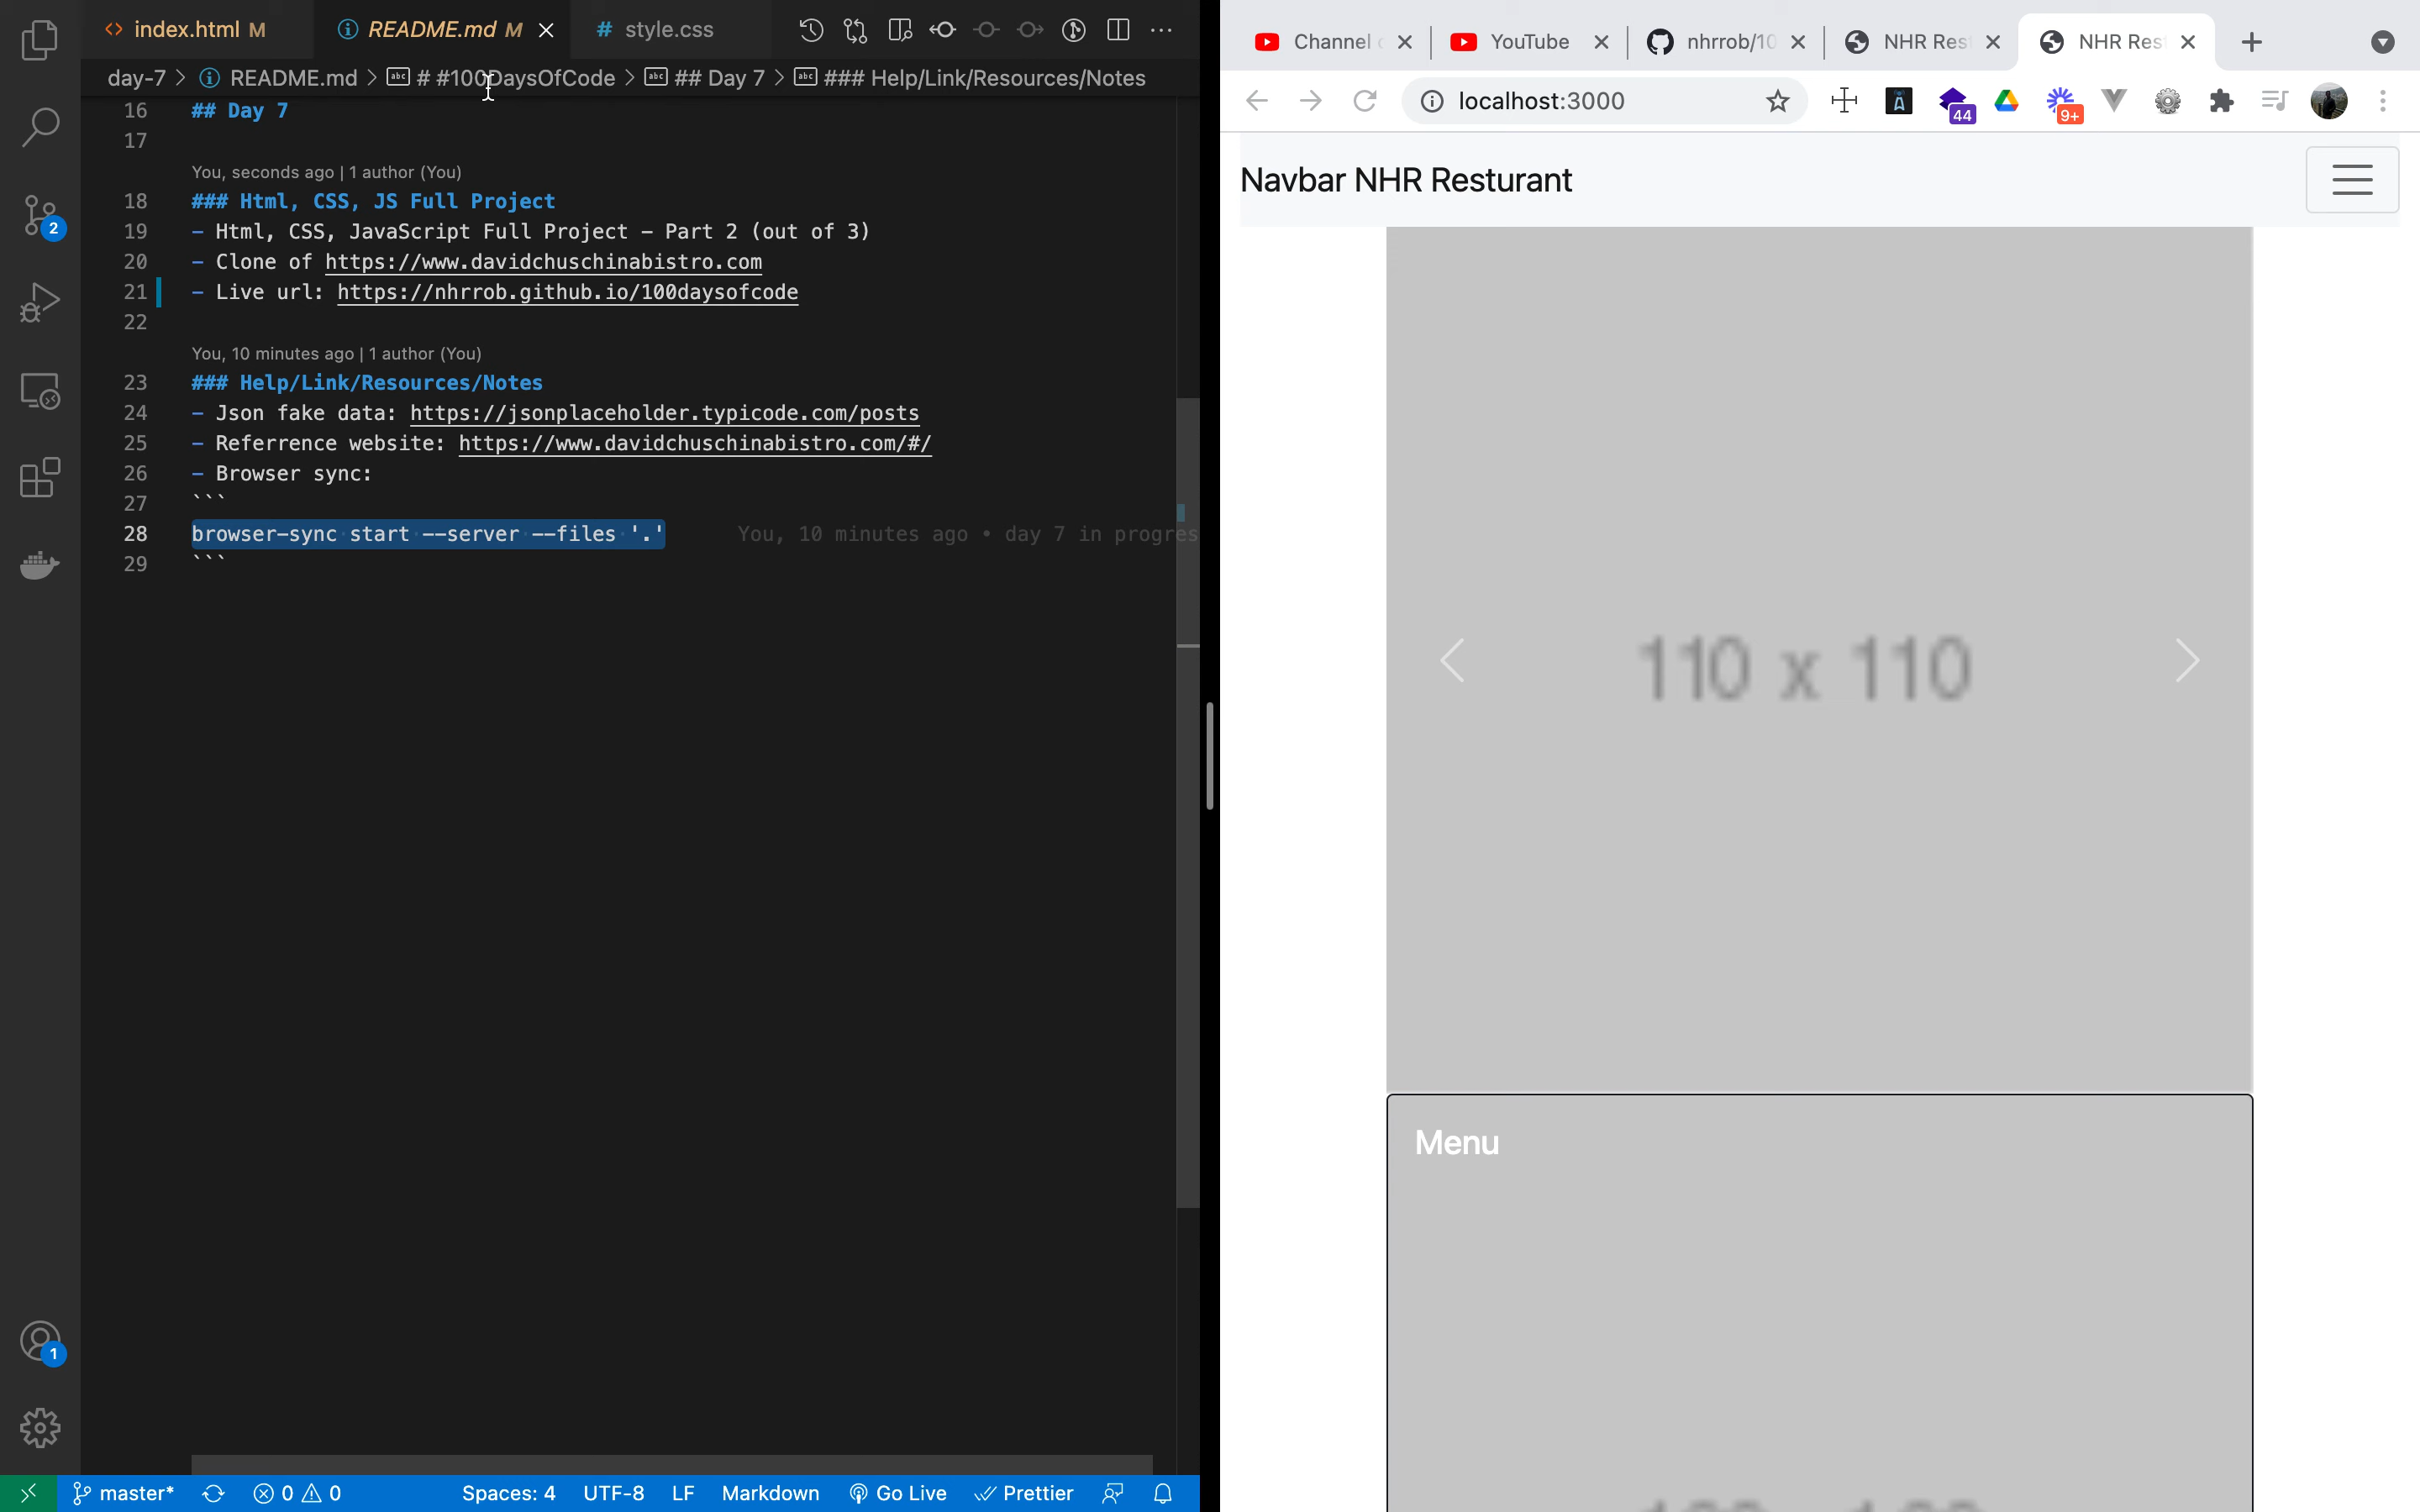 index.html M
README.md M
style.css
day-7 > README.md > # #100DaysOfCode > ## Day 7 > ### Help/Link/Resources/Notes
16 ## Day 7
17
You, seconds ago | 1 author (You)
18 ### Html, CSS, JS Full Project
19 - Html, CSS, JavaScript Full Project - Part 2 (out of 3)
20 - Clone of https://www.davidchuschinabistro.com
21 - Live url: https://nhrrob.github.io/100daysofcode
22
You, 10 minutes ago | 1 author (You)
23 ### Help/Link/Resources/Notes
24 - Json fake data: https://jsonplaceholder.typicode.com/posts
25 - Referrence website: https://www.davidchuschinabistro.com/#/
26 - Browser sync:
27 ```
28 browser-sync start --server --files '.' You, 10 minutes ago • day 7 in progres
29 ```
2
1
master* 0 0 Spaces: 4 UTF-8 LF Markdown Go Live Prettier
Channel YouTube nhrrob/10 NHR Res NHR Res
localhost:3000
44 9+
Navbar NHR Resturant
110 x 110
Menu